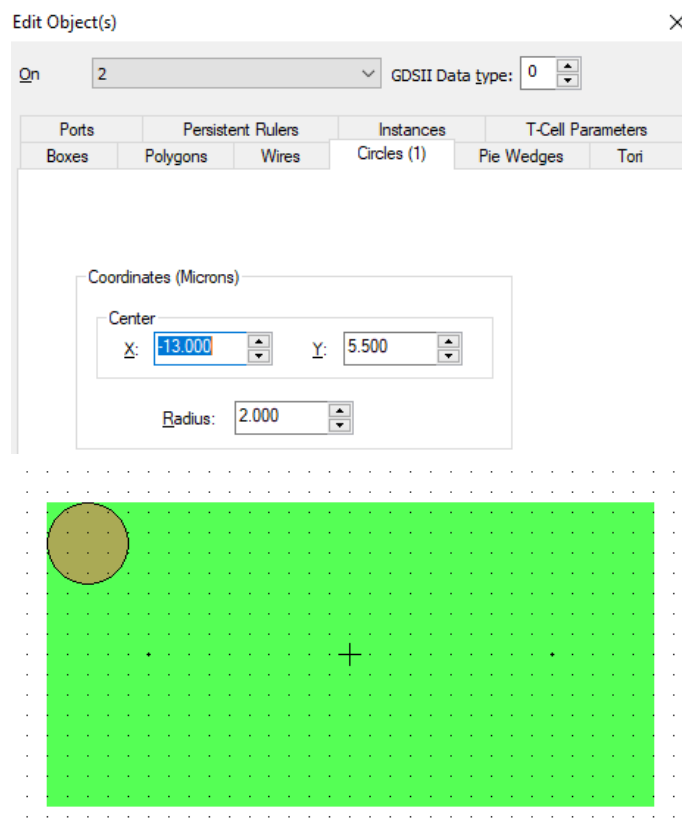 Edit Object(s)
On 2 GDSII Data type: 0
Ports Persistent Rulers Instances T-Cell Parameters
Boxes Polygons Wires Circles (1) Pie Wedges Tori
Coordinates (Microns)
Center
X: -13.000 Y: 5.500
Radius: 2.000